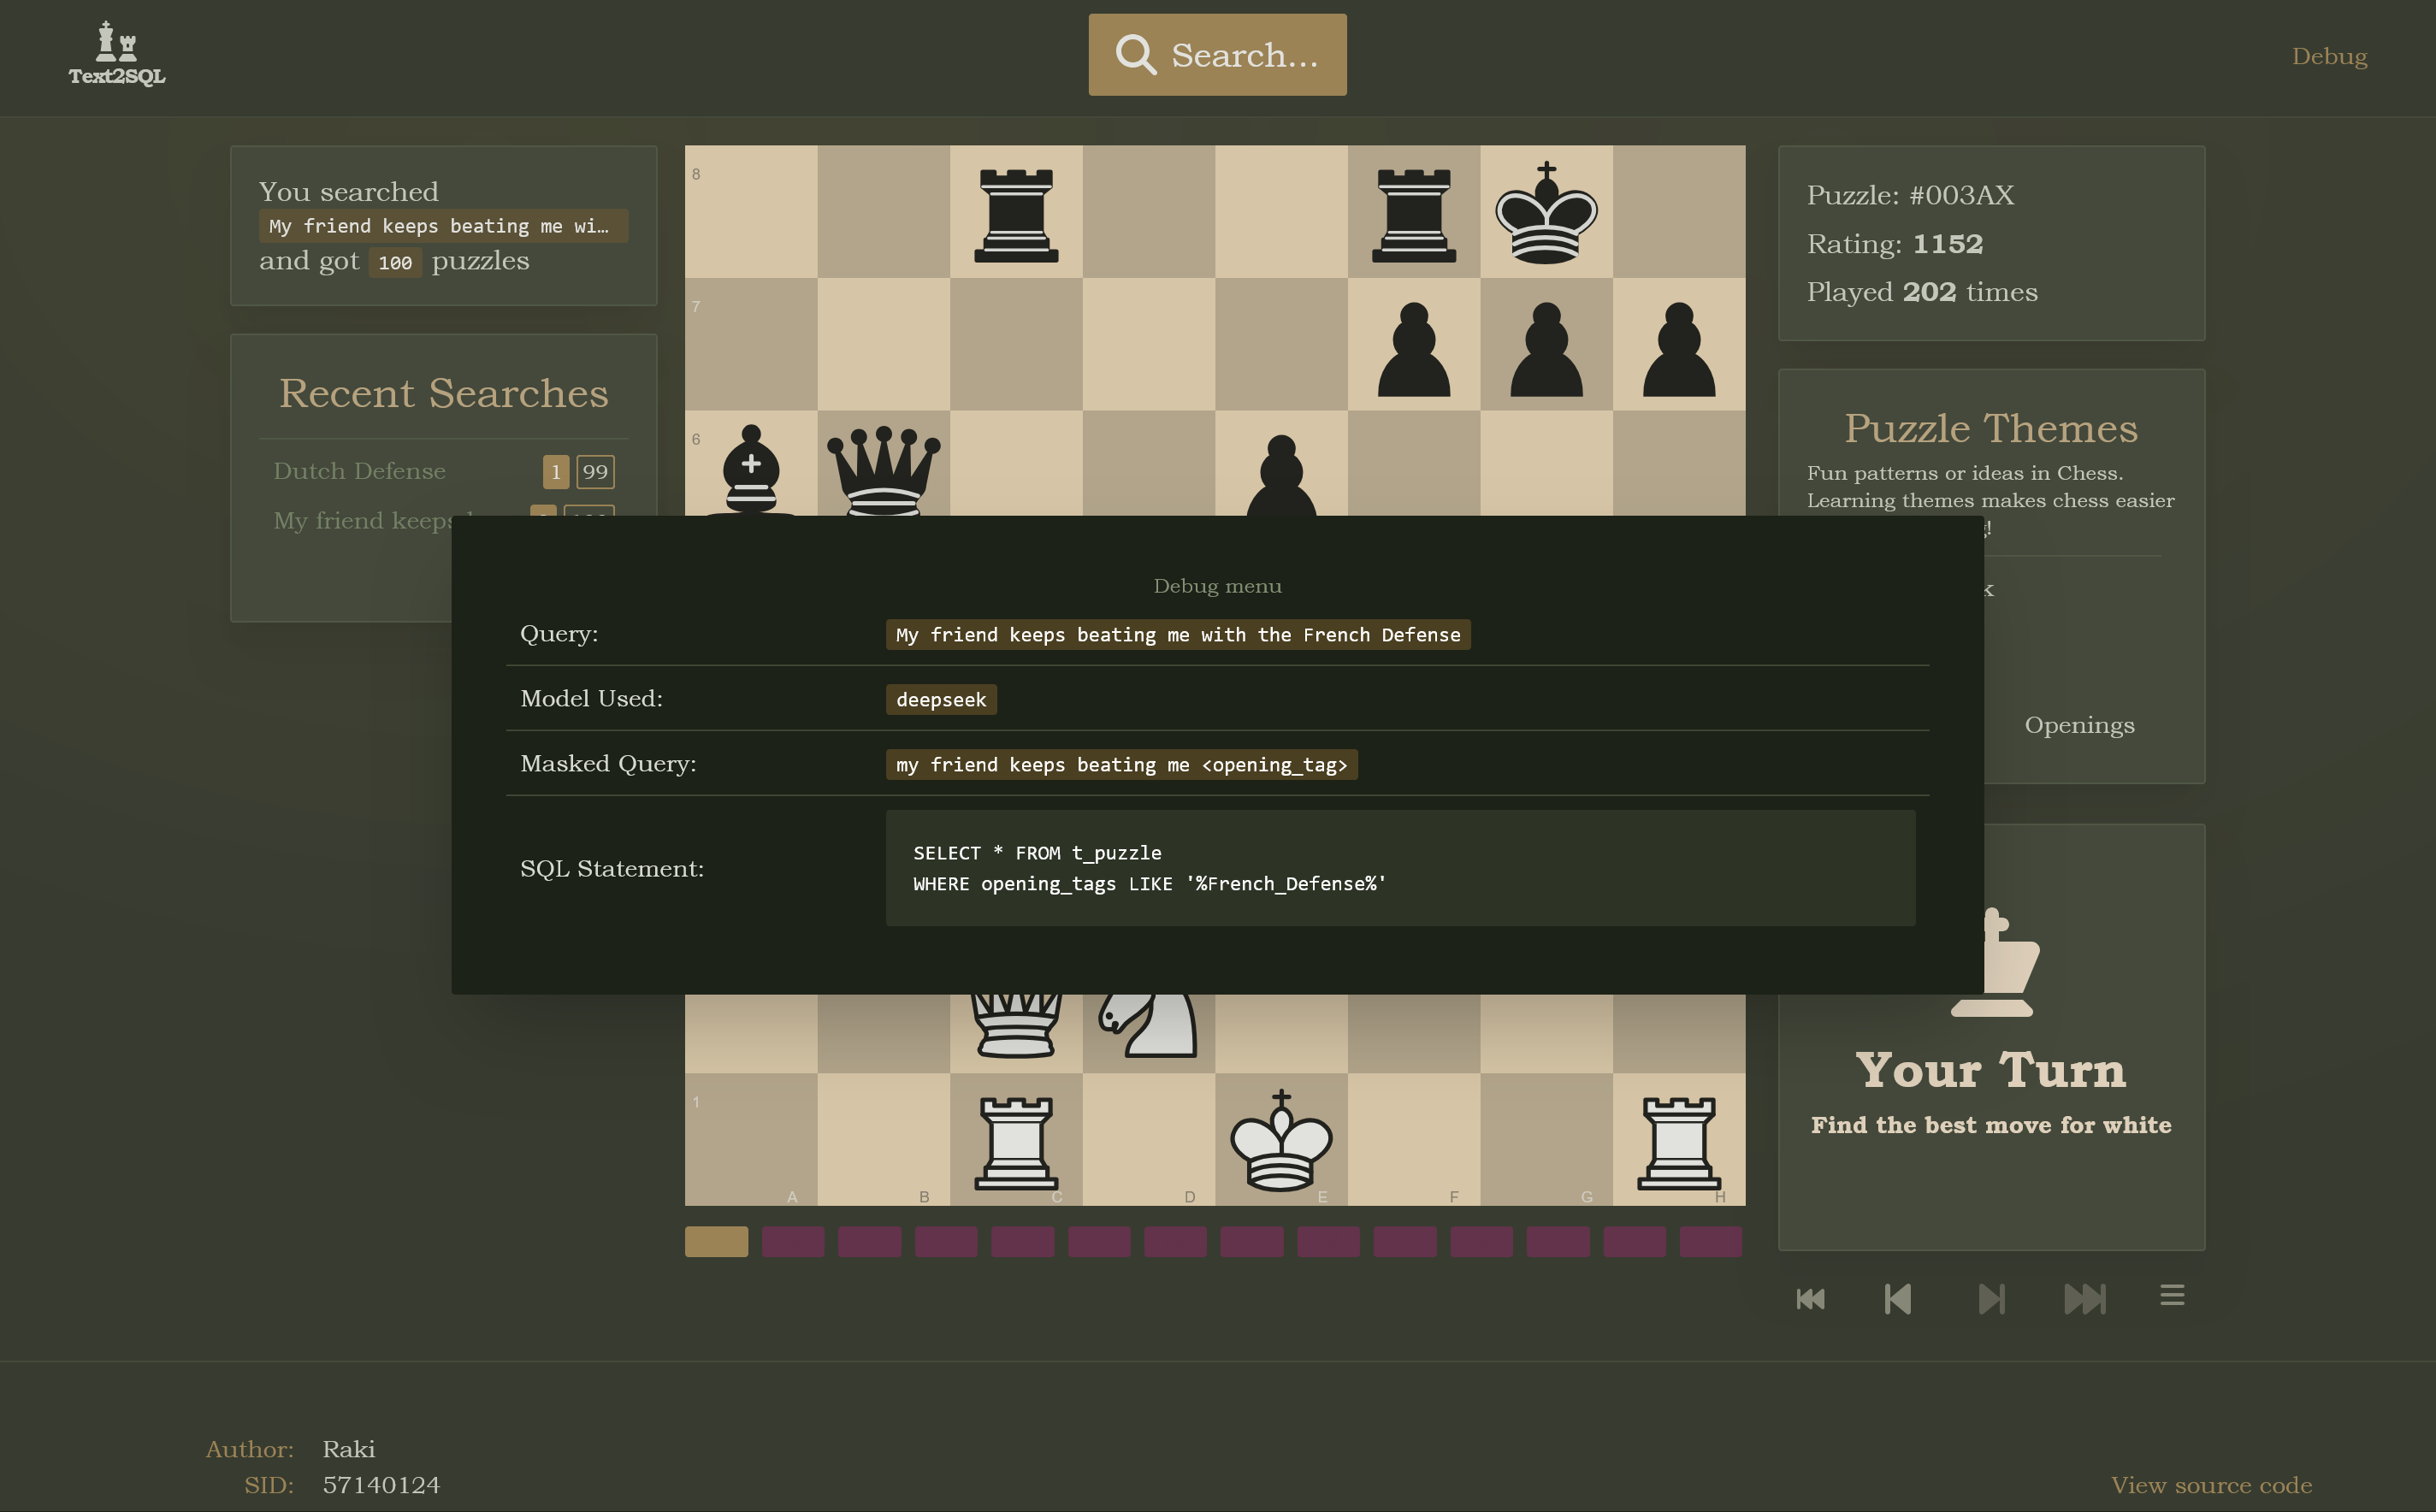 Text2SQL
Search...
Debug
You searched
My friend keeps beating me wi…
and got 100 puzzles
Recent Searches
Dutch Defense 1 99
My friend keeps
8
7
6
1
A B C D E F G H
Puzzle: #003AX
Rating: 1152
Played 202 times
Puzzle Themes
Fun patterns or ideas in Chess.
Learning themes makes chess easier
Openings
Debug menu
Query: My friend keeps beating me with the French Defense
Model Used: deepseek
Masked Query: my friend keeps beating me <opening_tag>
SQL Statement:
SELECT * FROM t_puzzle
WHERE opening_tags LIKE '%French_Defense%'
Your Turn
Find the best move for white
Author: Raki
SID: 57140124
View source code